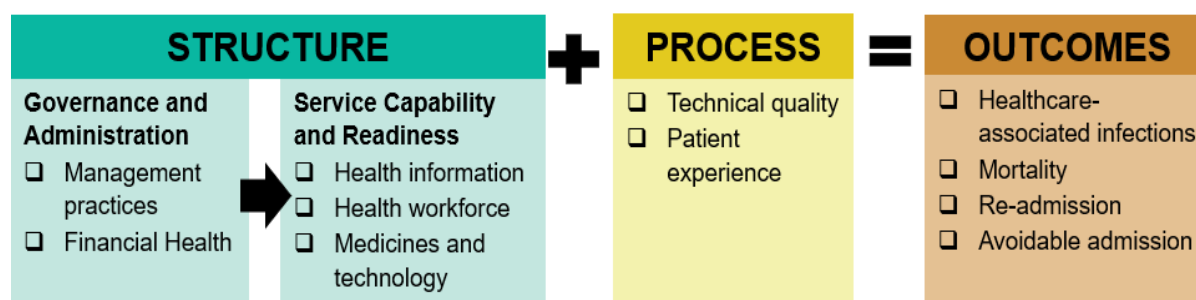 STRUCTURE
Governance and
Administration
❑ Management
practices
❑ Financial Health
Service Capability
and Readiness
❑ Health information
❑ Health workforce
❑ Medicines and
technology
+
PROCESS
❑ Technical quality
❑ Patient
experience
=
OUTCOMES
❑ Healthcare-
associated infections
❑ Mortality
❑ Re-admission
❑ Avoidable admission